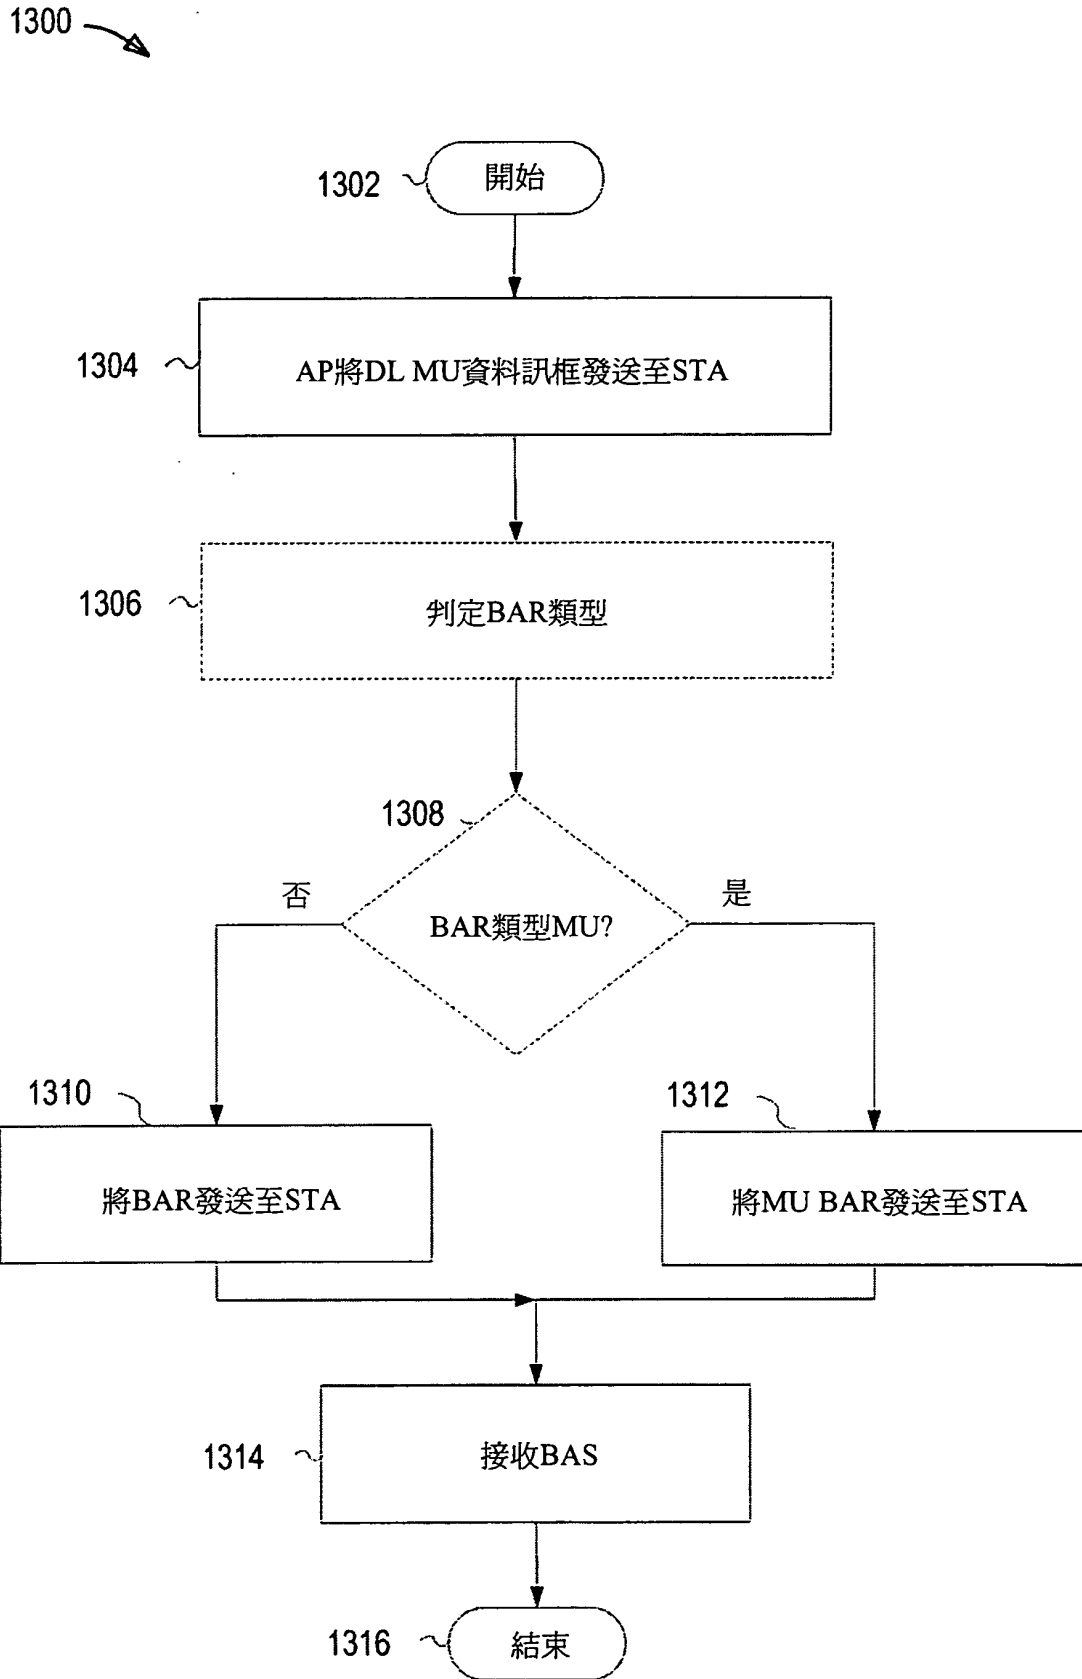 1300
1302
開始
1304
AP將DL MU資料訊框發送至STA
1306
判定BAR類型
1308
BAR類型MU?
否
是
1310
將BAR發送至STA
1312
將MU BAR發送至STA
1314
接收BAS
1316
結束